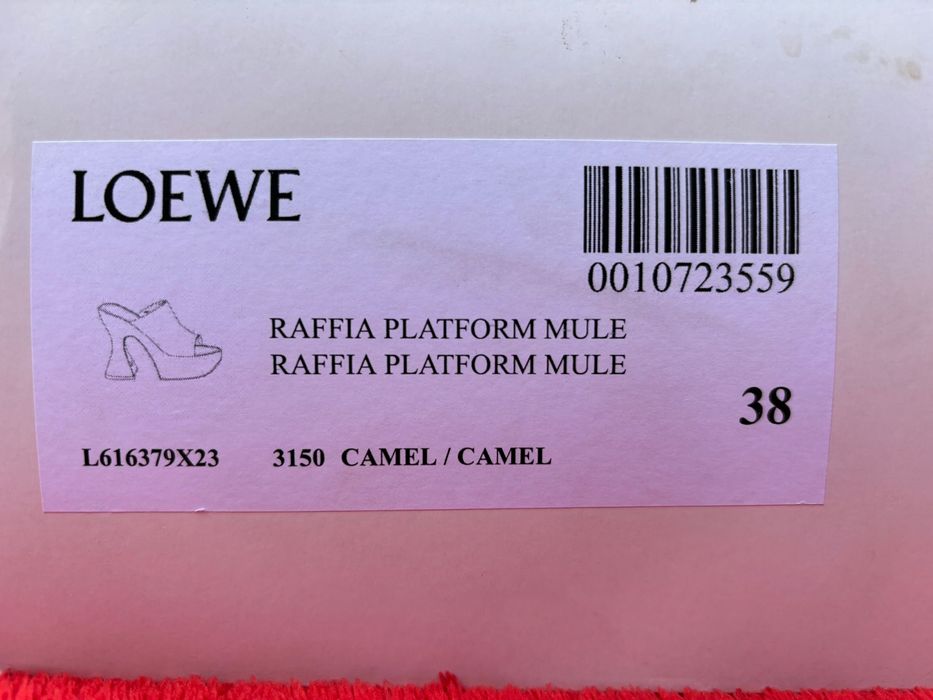 LOEWE
0010723559
RAFFIA PLATFORM MULE
RAFFIA PLATFORM MULE
38
L616379X23 3150 CAMEL / CAMEL